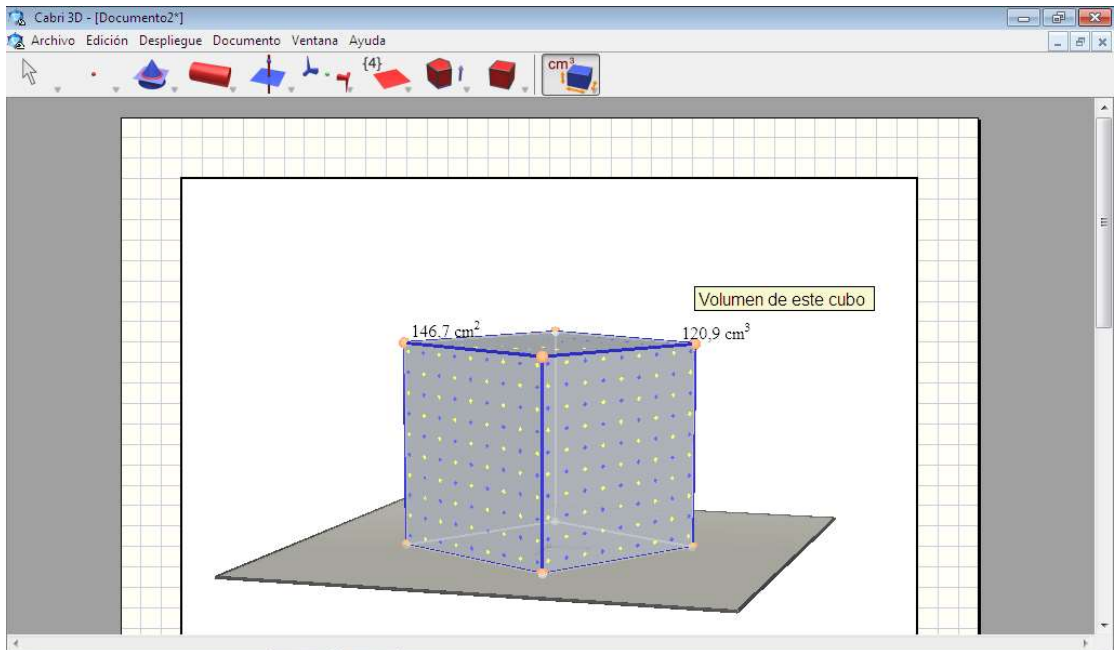 Cabri 3D - [Documento2*]
Archivo Edición Despliegue Documento Ventana Ayuda
{4}
cm³
Volumen de este cubo
146,7 cm²
120,9 cm³